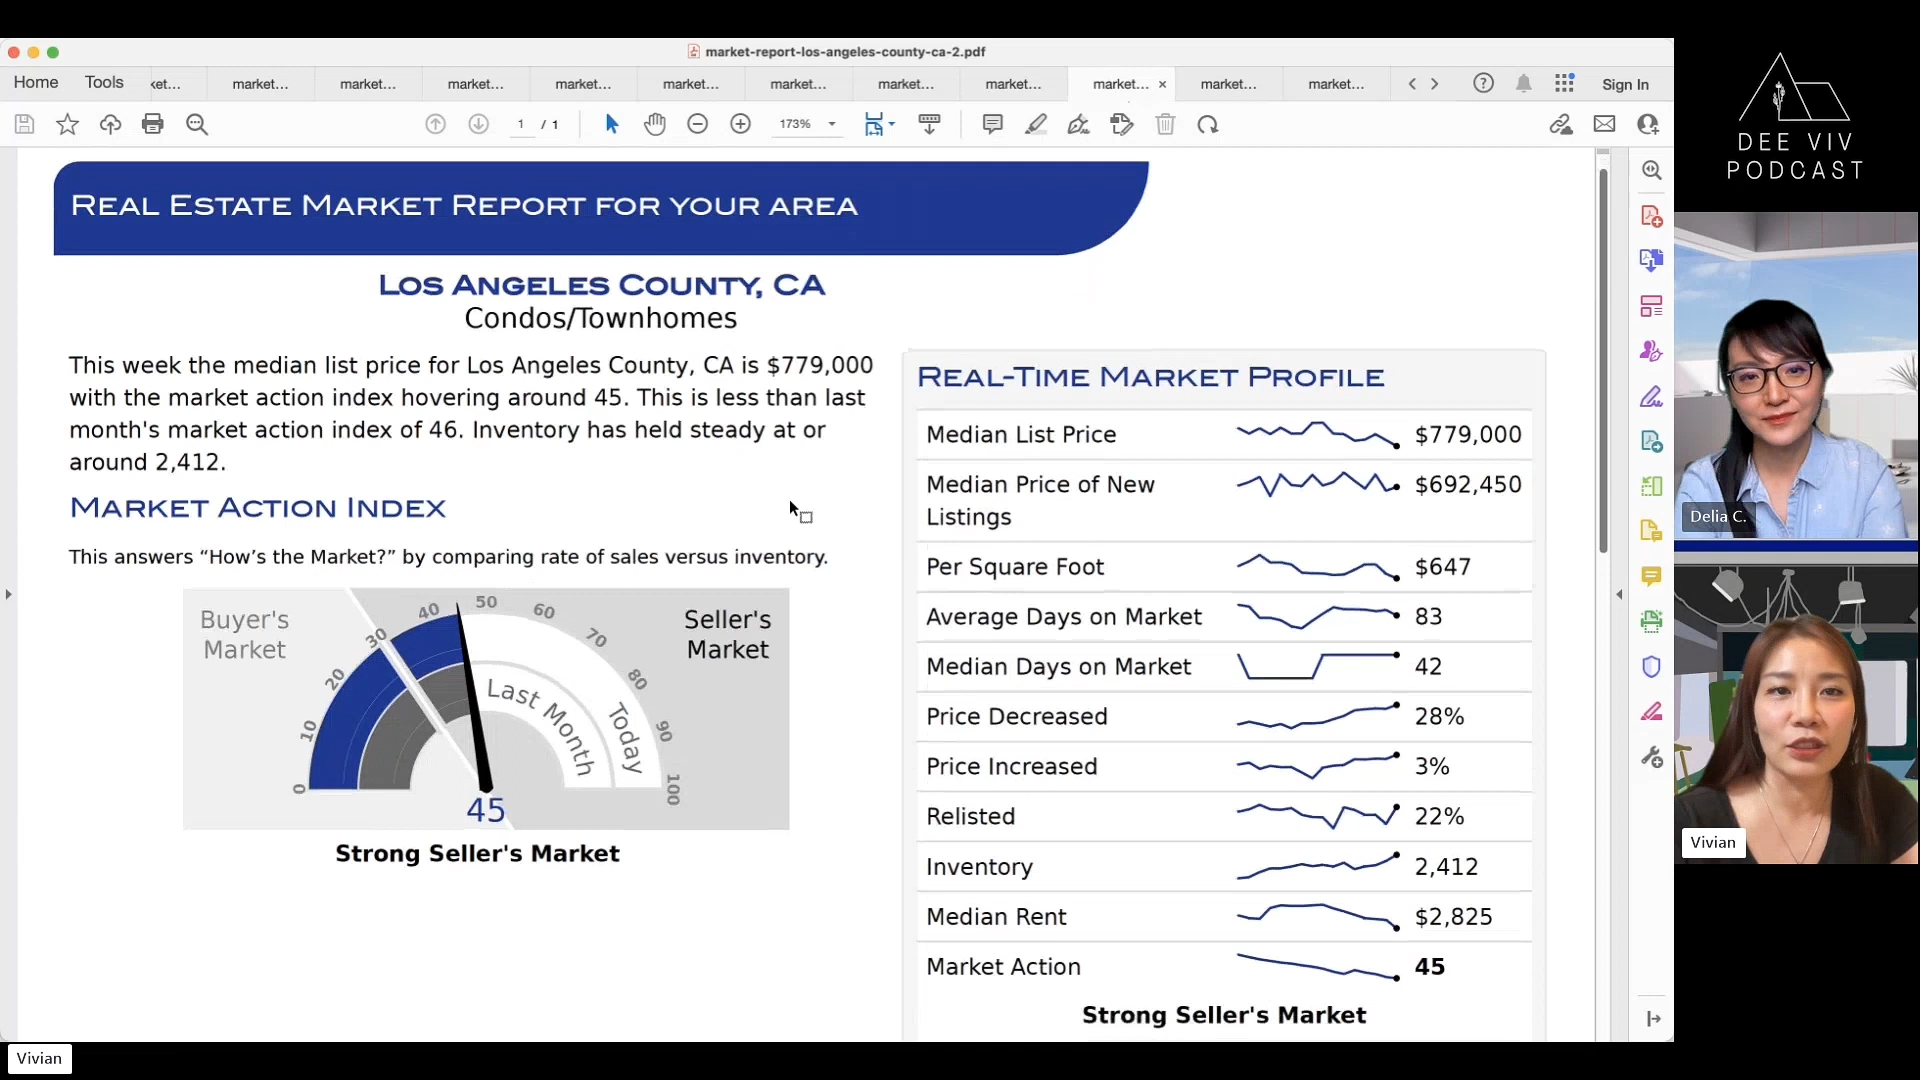 market-report-los-angeles-county-ca-2.pdf
Home Tools ket... market... market... market... market... market... market... market... market... market... × market... market... Sign In
1 / 1 173%
DEE VIV
PODCAST
REAL ESTATE MARKET REPORT FOR YOUR AREA
LOS ANGELES COUNTY, CA
Condos/Townhomes
This week the median list price for Los Angeles County, CA is $779,000
with the market action index hovering around 45. This is less than last
month's market action index of 46. Inventory has held steady at or
around 2,412.
MARKET ACTION INDEX
This answers “How’s the Market?” by comparing rate of sales versus inventory.
Buyer's
Market
Seller's
Market
0 10 20 30 40 50 60 70 80 90 100
Last Month
Today
45
Strong Seller's Market
REAL-TIME MARKET PROFILE
Median List Price $779,000
Median Price of New
Listings $692,450
Per Square Foot $647
Average Days on Market 83
Median Days on Market 42
Price Decreased 28%
Price Increased 3%
Relisted 22%
Inventory 2,412
Median Rent $2,825
Market Action 45
Strong Seller's Market
Delia C.
Vivian
Vivian